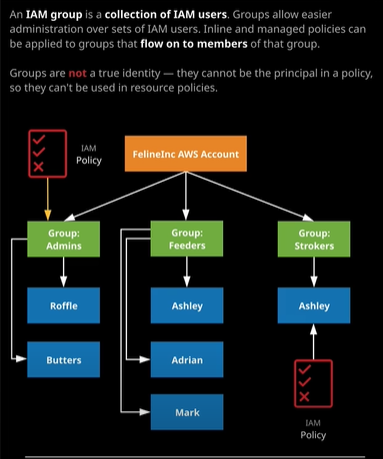 An IAM group is a collection of IAM users. Groups allow easier
administration over sets of IAM users. Inline and managed policies can
be applied to groups that flow on to members of that group.
Groups are not a true identity — they cannot be the principal in a policy,
so they can't be used in resource policies.
IAM
Policy
FelineInc AWS Account
Group:
Admins
Group:
Feeders
Group:
Strokers
Roffle
Ashley
Ashley
Butters
Adrian
Mark
IAM
Policy